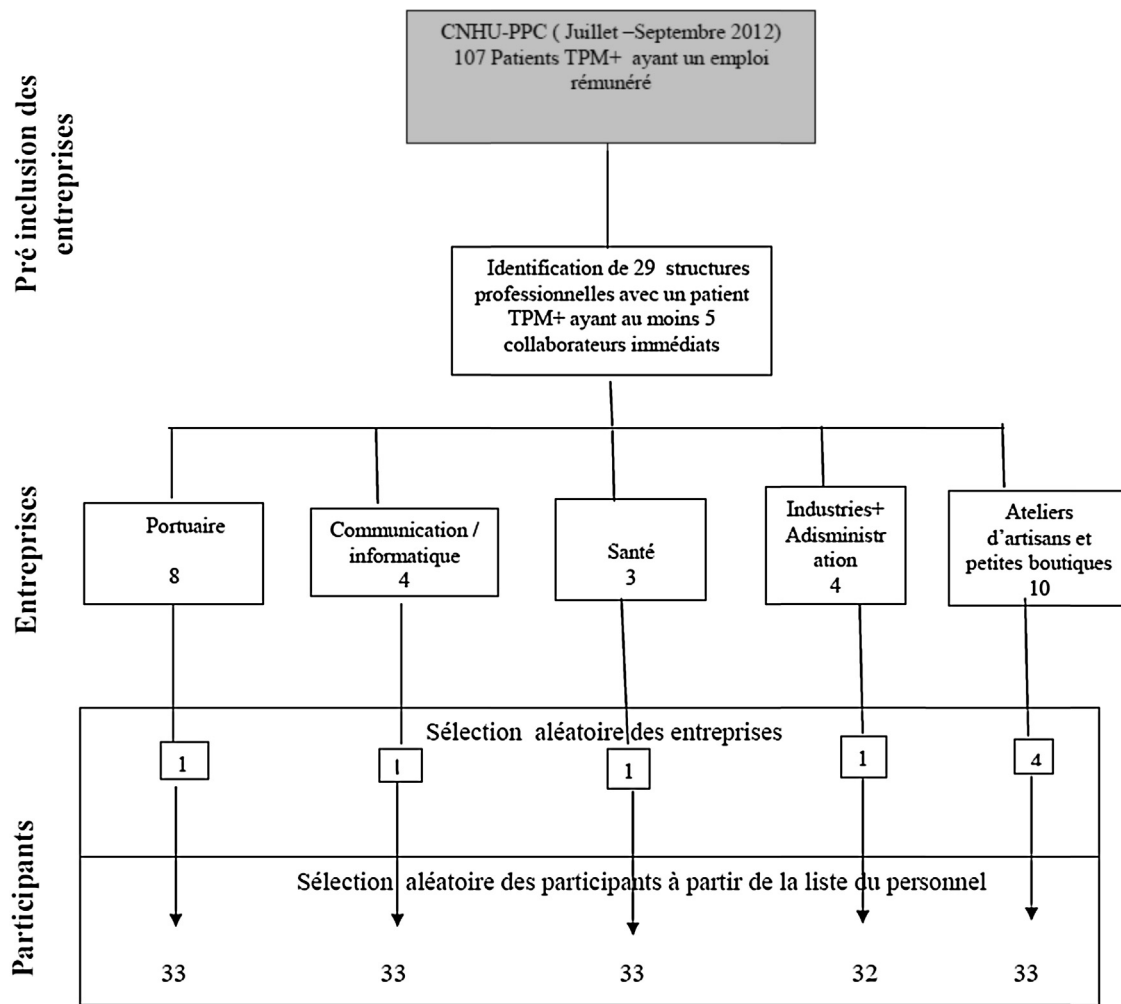 CNHU-PPC ( Juillet –Septembre 2012)
107 Patients TPM+ ayant un emploi
rémunéré
Pré inclusion des
entreprises
Identification de 29 structures
professionnelles avec un patient
TPM+ ayant au moins 5
collaborateurs immédiats
Entreprises
Portuaire
8
Communication /
informatique
4
Santé
3
Industries+
Adisministr
ation
4
Ateliers
d'artisans et
petites boutiques
10
Participants
Sélection aléatoire des entreprises
1
1
1
1
4
Sélection aléatoire des participants à partir de la liste du personnel
33
33
33
32
33